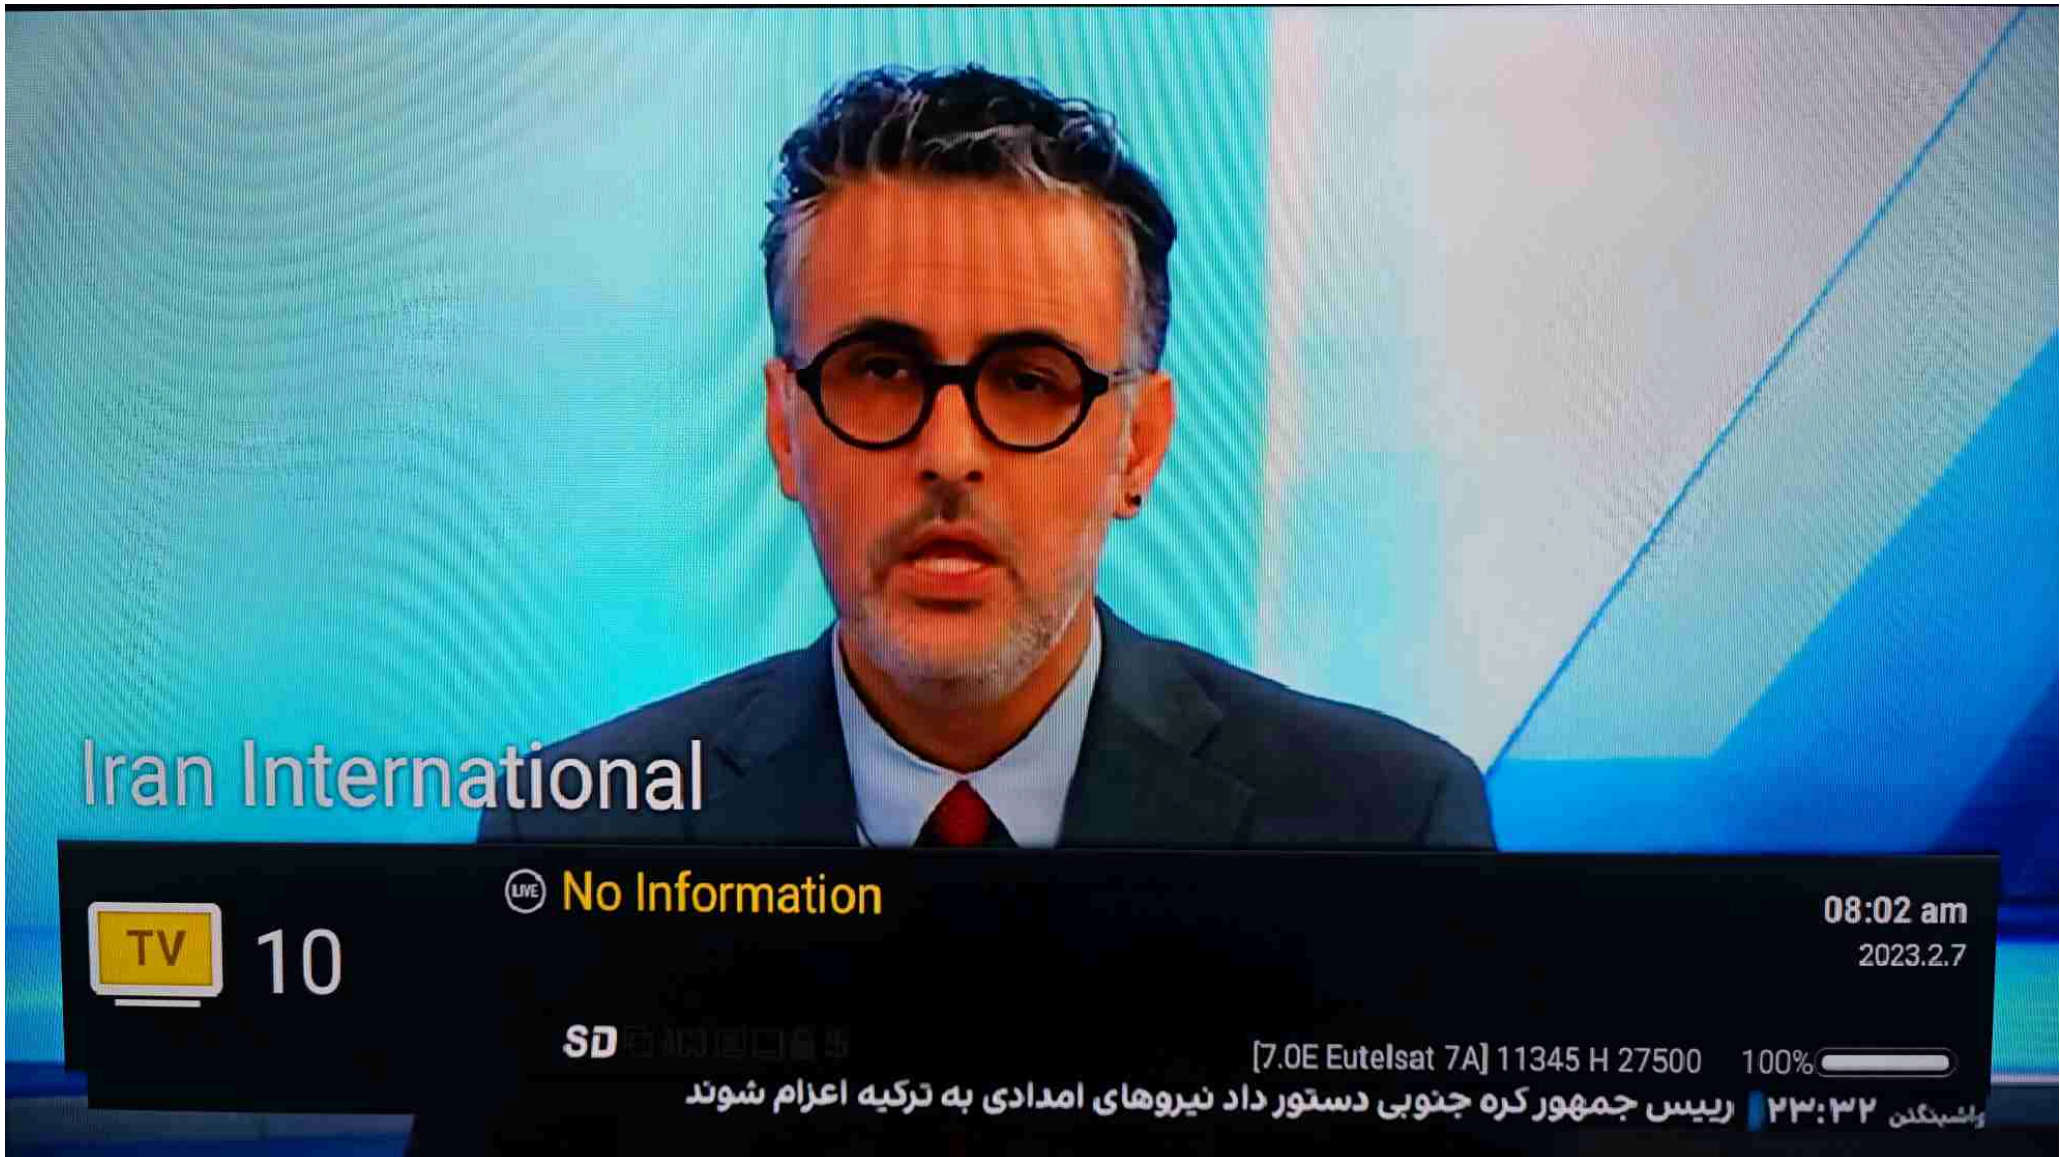 Iran International
LIVE No Information
TV 10
08:02 am
2023.2.7
SD
[7.0E Eutelsat 7A] 11345 H 27500 100%
واشینگتن ۲۳:۳۲ رییس جمهور کره جنوبی دستور داد نیروهای امدادی به ترکیه اعزام شوند